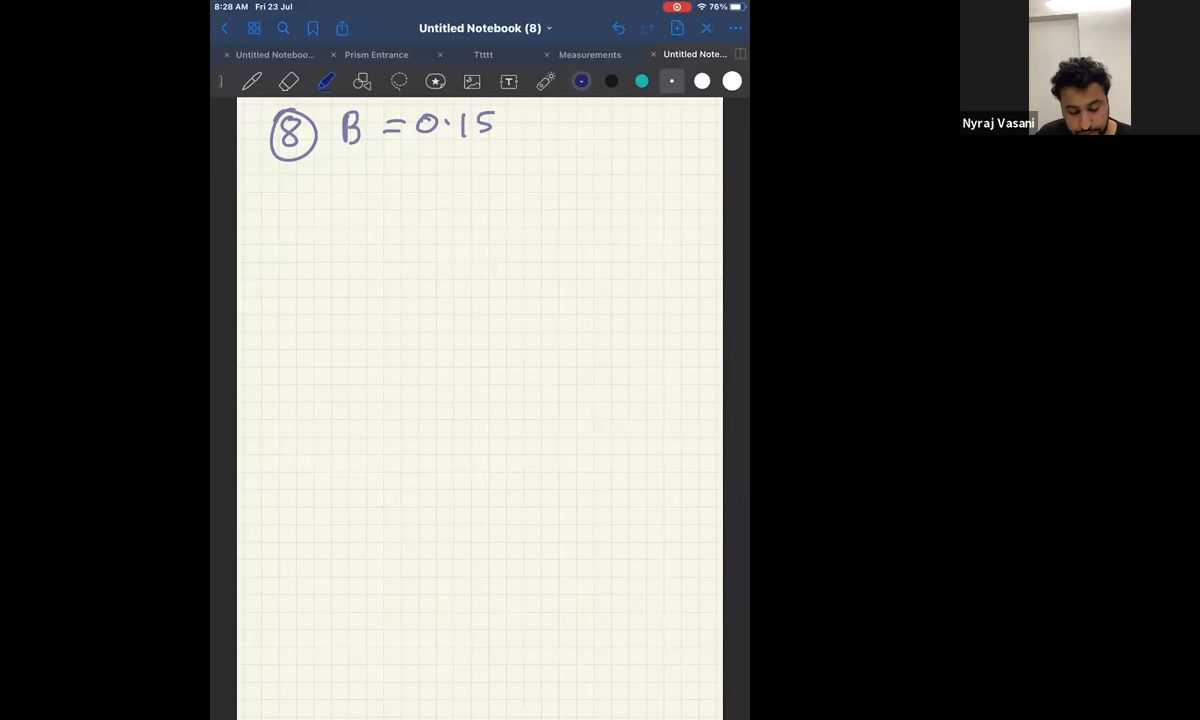 8:28 AM Fri 23 Jul
76%
Untitled Notebook (8)
Untitled Noteboo...
Prism Entrance
Ttttt
Measurements
Untitled Note...
8 B = 0.15
Nyraj Vasani